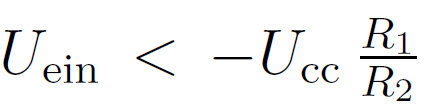 U_ein < −U_cc R_1/R_2